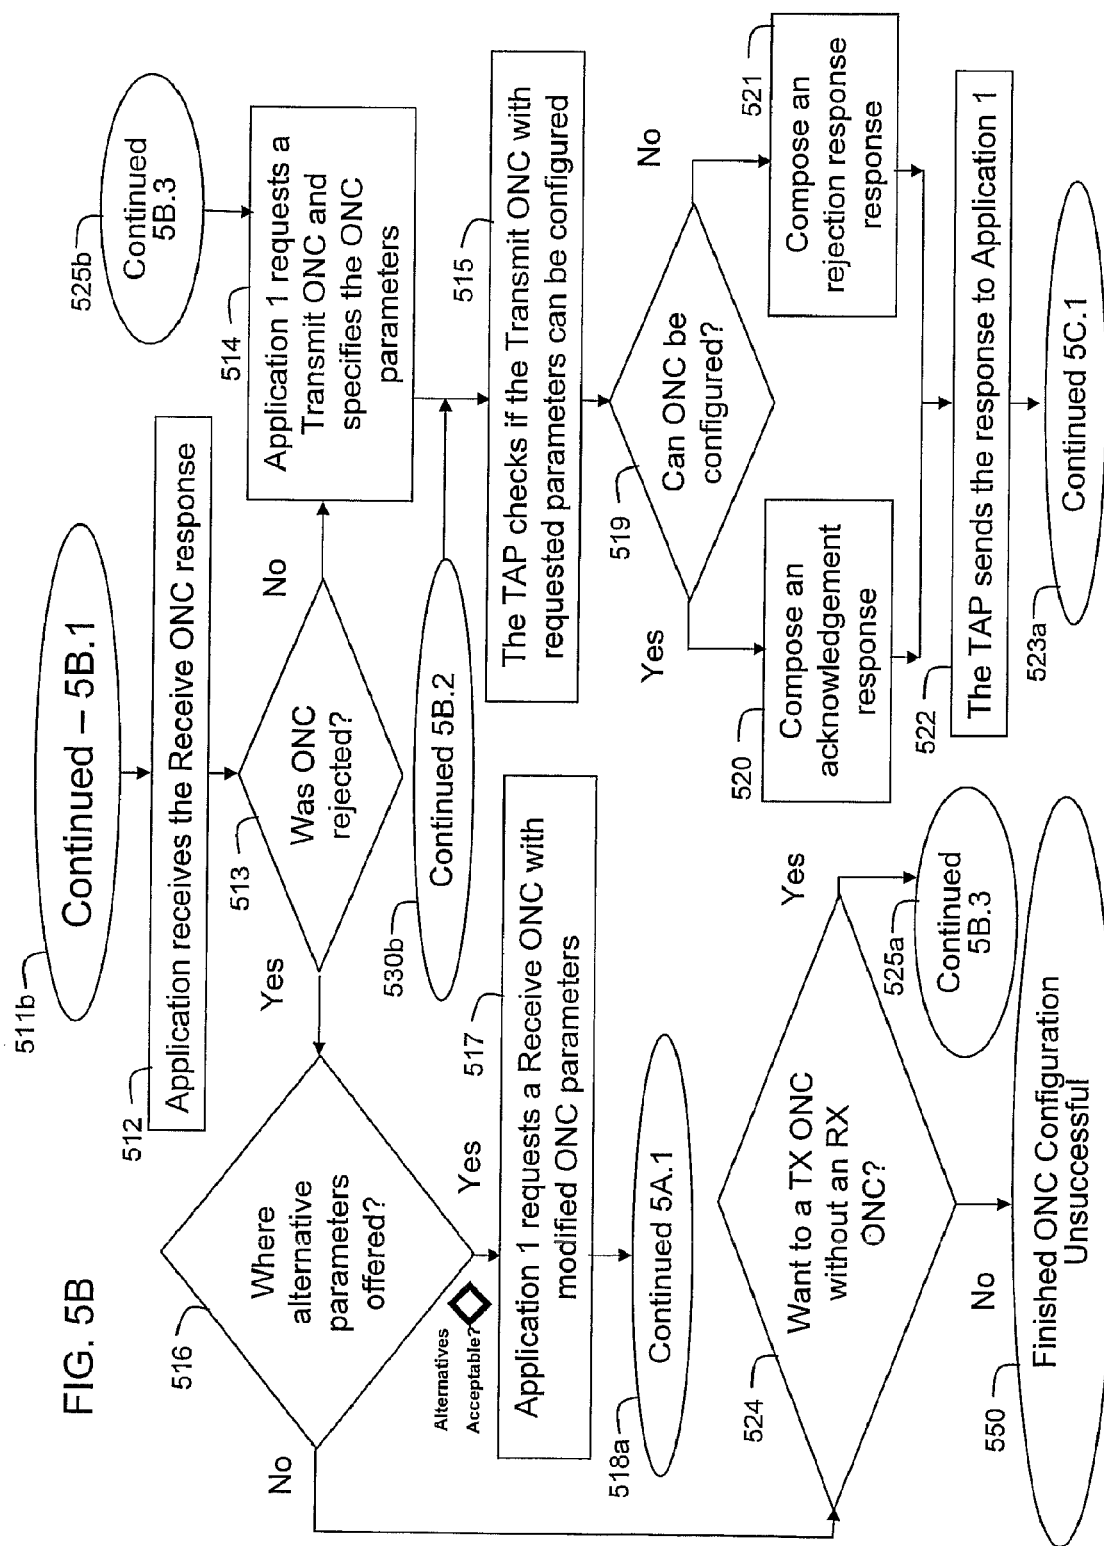 FIG. 5B
511b
Continued – 5B.1
512
Application receives the Receive ONC response
513
Was ONC
rejected?
Yes
No
516
Where
alternative
parameters
offered?
No
Yes
Alternatives
Acceptable?
517
Application 1 requests a Receive ONC with
modified ONC parameters
518a
Continued 5A.1
524
Want to a TX ONC
without an RX
ONC?
Yes
525a
Continued
5B.3
No
550
Finished ONC Configuration
Unsuccessful
530b
Continued 5B.2
525b
Continued
5B.3
514
Application 1 requests a
Transmit ONC and
specifies the ONC
parameters
515
The TAP checks if the Transmit ONC with
requested parameters can be configured
519
Can ONC be
configured?
Yes
No
520
Compose an
acknowledgement
response
521
Compose an
rejection response
response
522
The TAP sends the response to Application 1
523a
Continued 5C.1